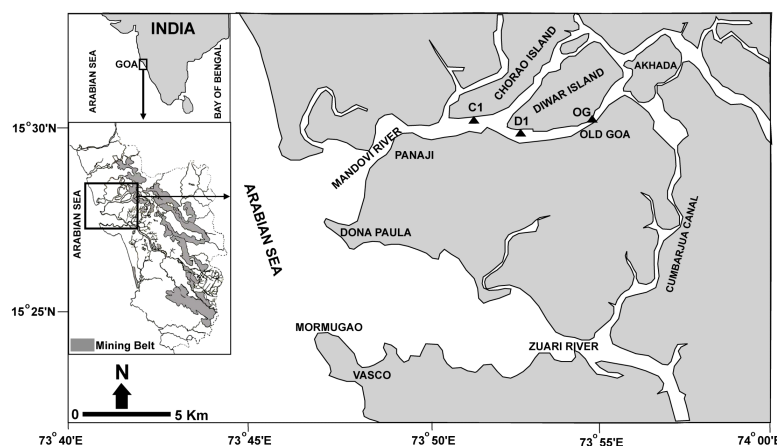 INDIA
GOA
ARABIAN SEA
BAY OF BENGAL
ARABIAN SEA
Mining Belt
N
0 5 Km
CHORAO ISLAND
DIWAR ISLAND
AKHADA
C1
D1
OG
OLD GOA
MANDOVI RIVER
PANAJI
ARABIAN SEA
DONA PAULA
CUMBARJUA CANAL
MORMUGAO
ZUARI RIVER
VASCO
15°30'N
15°25'N
73°40'E 73°45'E 73°50'E 73°55'E 74°00'E